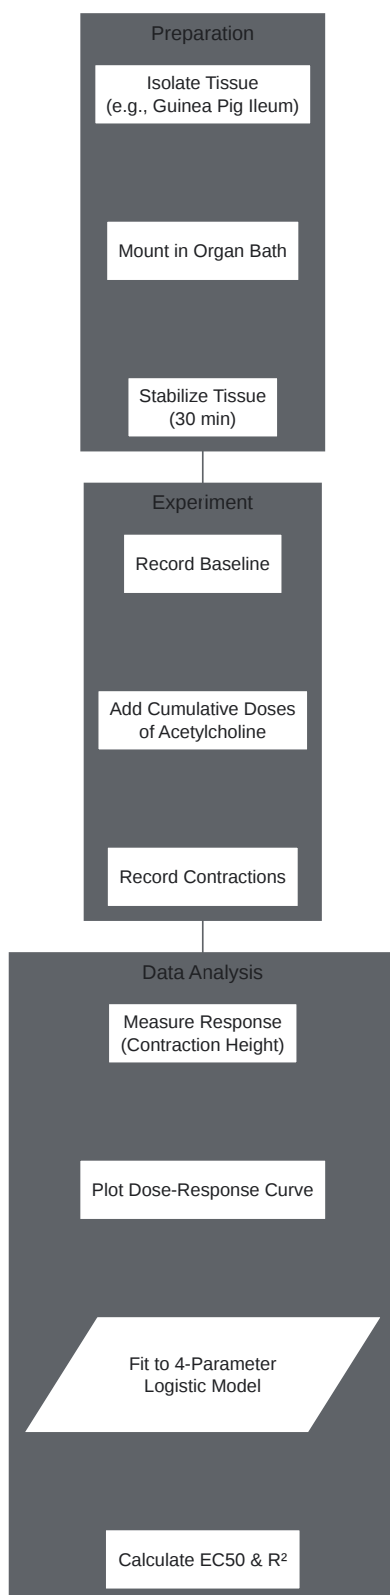 Preparation
Isolate Tissue
(e.g., Guinea Pig Ileum)
Mount in Organ Bath
Stabilize Tissue
(30 min)
Experiment
Record Baseline
Add Cumulative Doses
of Acetylcholine
Record Contractions
Data Analysis
Measure Response
(Contraction Height)
Plot Dose-Response Curve
Fit to 4-Parameter
Logistic Model
Calculate EC50 & R²